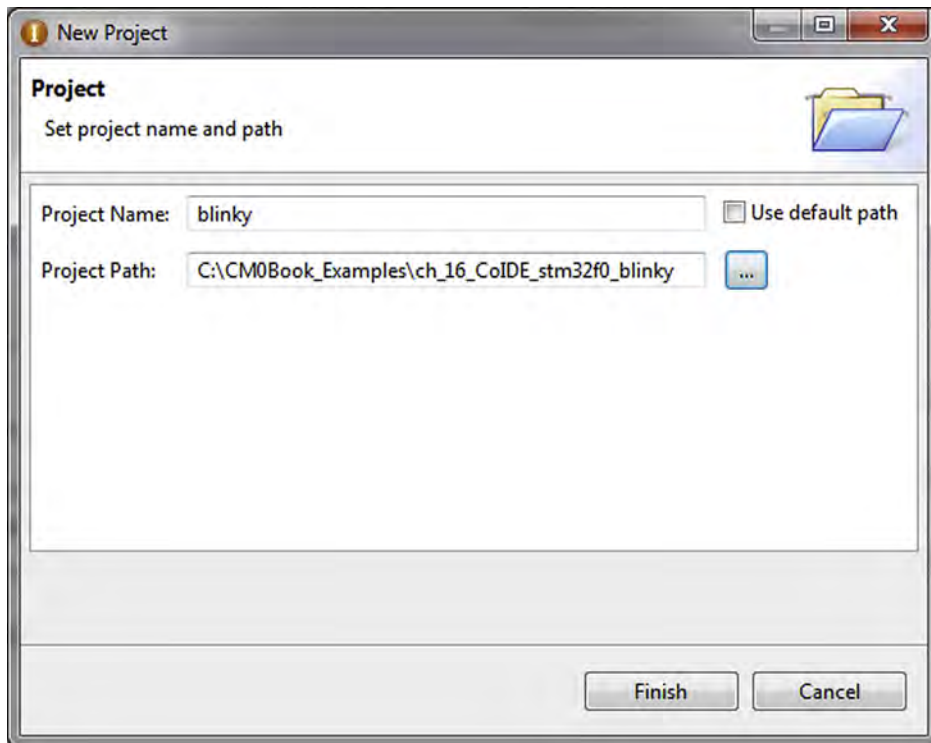 New Project
Project
Set project name and path
Project Name: blinky Use default path
Project Path: C:\CM0Book_Examples\ch_16_CoIDE_stm32f0_blinky ...
Finish Cancel